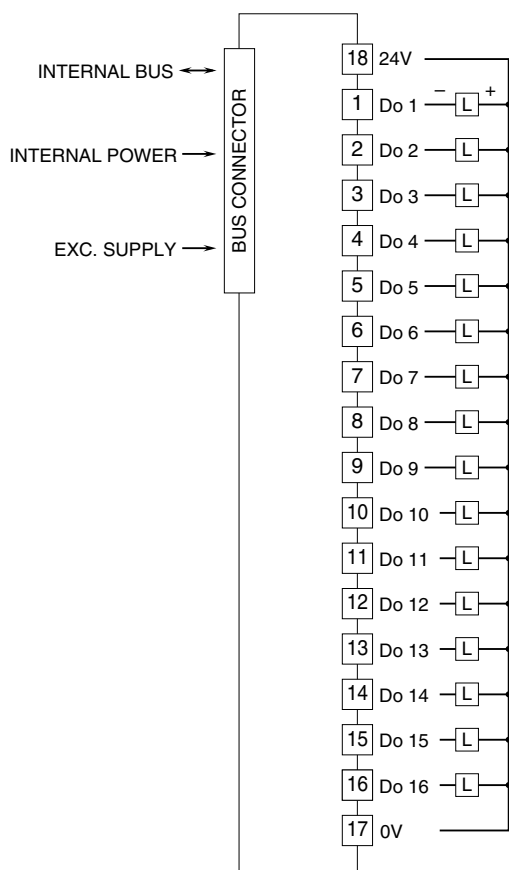 INTERNAL BUS
INTERNAL POWER
EXC. SUPPLY
BUS CONNECTOR
18 24V
1 Do 1 – L +
2 Do 2 L
3 Do 3 L
4 Do 4 L
5 Do 5 L
6 Do 6 L
7 Do 7 L
8 Do 8 L
9 Do 9 L
10 Do 10 L
11 Do 11 L
12 Do 12 L
13 Do 13 L
14 Do 14 L
15 Do 15 L
16 Do 16 L
17 0V